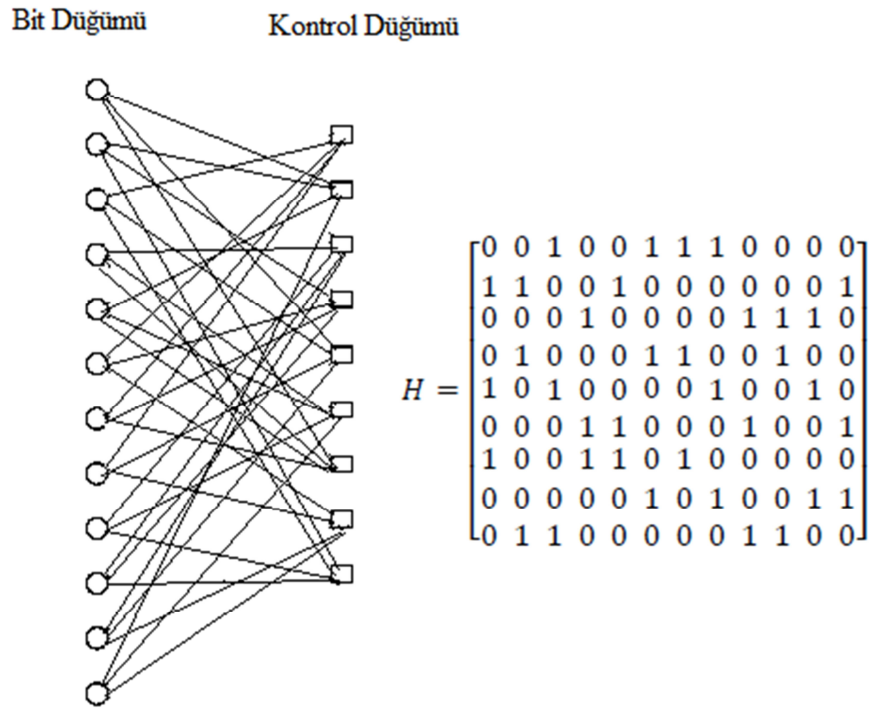 Bit Düğümü
Kontrol Düğümü
0 0 1 0 0 1 1 1 0 0 0 0
1 1 0 0 1 0 0 0 0 0 0 1
0 0 0 1 0 0 0 0 1 1 1 0
0 1 0 0 0 1 1 0 0 1 0 0
H = 1 0 1 0 0 0 0 1 0 0 1 0
0 0 0 1 1 0 0 0 1 0 0 1
1 0 0 1 1 0 1 0 0 0 0 0
0 0 0 0 0 1 0 1 0 0 1 1
0 1 1 0 0 0 0 0 1 1 0 0